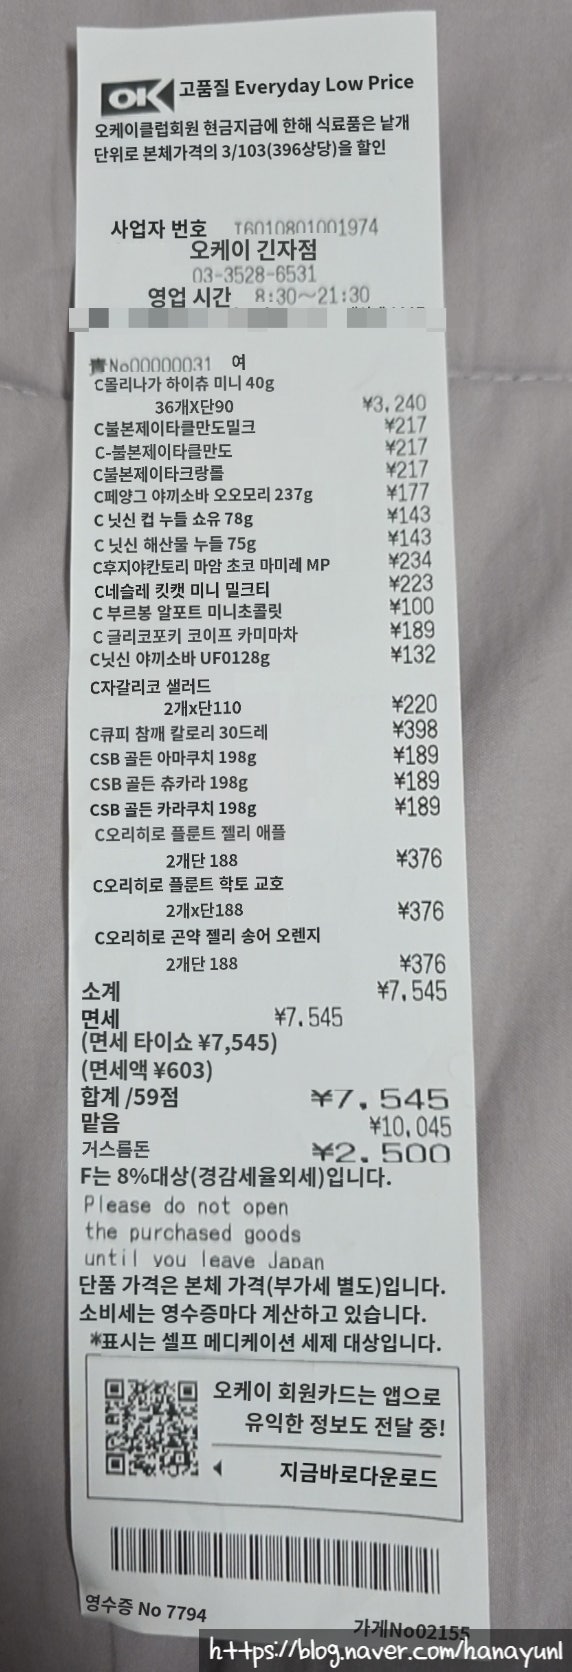 OK 고품질 Everyday Low Price
오케이클럽회원 현금지급에 한해 식료품은 낱개
단위로 본체가격의 3/103(396상당)을 할인
사업자 번호 T6010801001974
오케이 긴자점
03-3528-6531
영업 시간 8:30~21:30
青No00000031 여
C몰리나가 하이츄 미니 40g
36개X단90 ¥3,240
C불본제이타클만도밀크 ¥217
C-불본제이타클만도 ¥217
C불본제이타크랑롤 ¥217
C페양그 야끼소바 오오모리 237g ¥177
C 닛신 컵 누들 쇼유 78g ¥143
C 닛신 해산물 누들 75g ¥143
C후지야칸토리 마암 초코 마미레 MP ¥234
C네슬레 킷캣 미니 밀크티 ¥223
C 부르봉 알포트 미니초콜릿 ¥100
C 글리코포키 코이프 카미마차 ¥189
C닛신 야끼소바 UF0128g ¥132
C자갈리코 샐러드
2개x단110 ¥220
C큐피 참깨 칼로리 30드레 ¥398
CSB 골든 아마쿠치 198g ¥189
CSB 골든 츄카라 198g ¥189
CSB 골든 카라쿠치 198g ¥189
C오리히로 플룬트 젤리 애플
2개단 188 ¥376
C오리히로 플룬트 학토 교호
2개x단188 ¥376
C오리히로 곤약 젤리 송어 오렌지
2개단 188 ¥376
소계 ¥7,545
면세 ¥7,545
(면세 타이쇼 ¥7,545)
(면세액 ¥603)
합계 /59점 ¥7,545
맡음 ¥10,045
거스름돈 ¥2,500
F는 8%대상(경감세율외세)입니다.
Please do not open
the purchased goods
until you leave Japan
단품 가격은 본체 가격(부가세 별도)입니다.
소비세는 영수증마다 계산하고 있습니다.
*표시는 셀프 메디케이션 세제 대상입니다.
오케이 회원카드는 앱으로
유익한 정보도 전달 중!
지금바로다운로드
영수증 No 7794
가게No02155
https://blog.naver.com/hanayunl